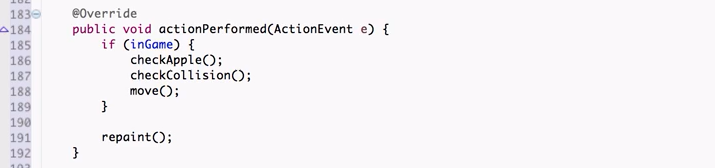 183 @Override
184 public void actionPerformed(ActionEvent e) {
185 if (inGame) {
186 checkApple();
187 checkCollision();
188 move();
189 }
190
191 repaint();
192 }